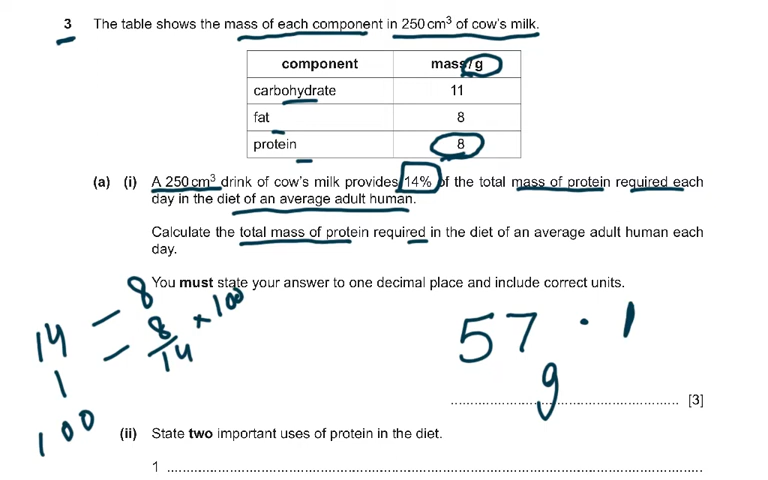 3 The table shows the mass of each component in 250 cm³ of cow's milk.
component mass/g
carbohydrate 11
fat 8
protein 8
(a) (i) A 250 cm³ drink of cow's milk provides 14% of the total mass of protein required each
day in the diet of an average adult human.
Calculate the total mass of protein required in the diet of an average adult human each
day.
You must state your answer to one decimal place and include correct units.
14 = 8
1 = 8/14 × 100
100
57.1
g
.......................................................... [3]
(ii) State two important uses of protein in the diet.
1 ..........................................................